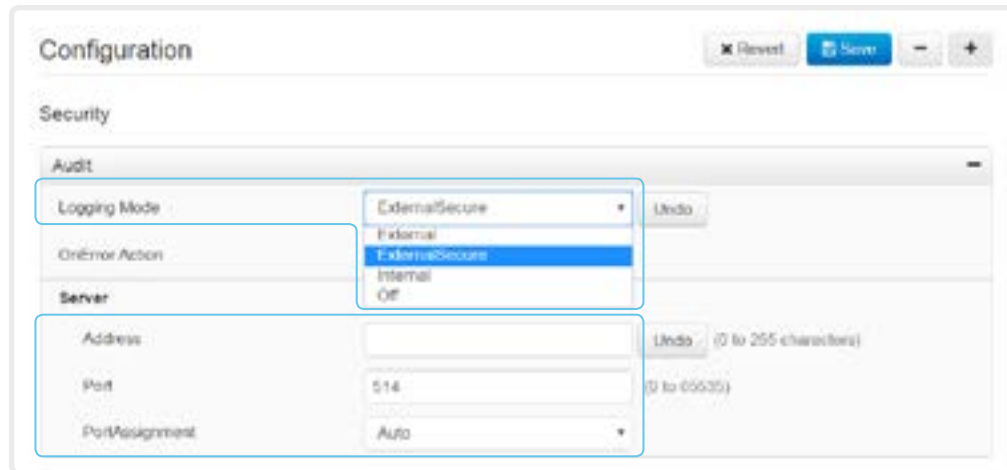 Configuration
Revert Save
Security
Audit
Logging Mode ExternalSecure Undo
External
OnError Action ExternalSecure
Internal
Off
Server
Address Undo (0 to 255 characters)
Port 514 (0 to 65535)
PortAssignment Auto